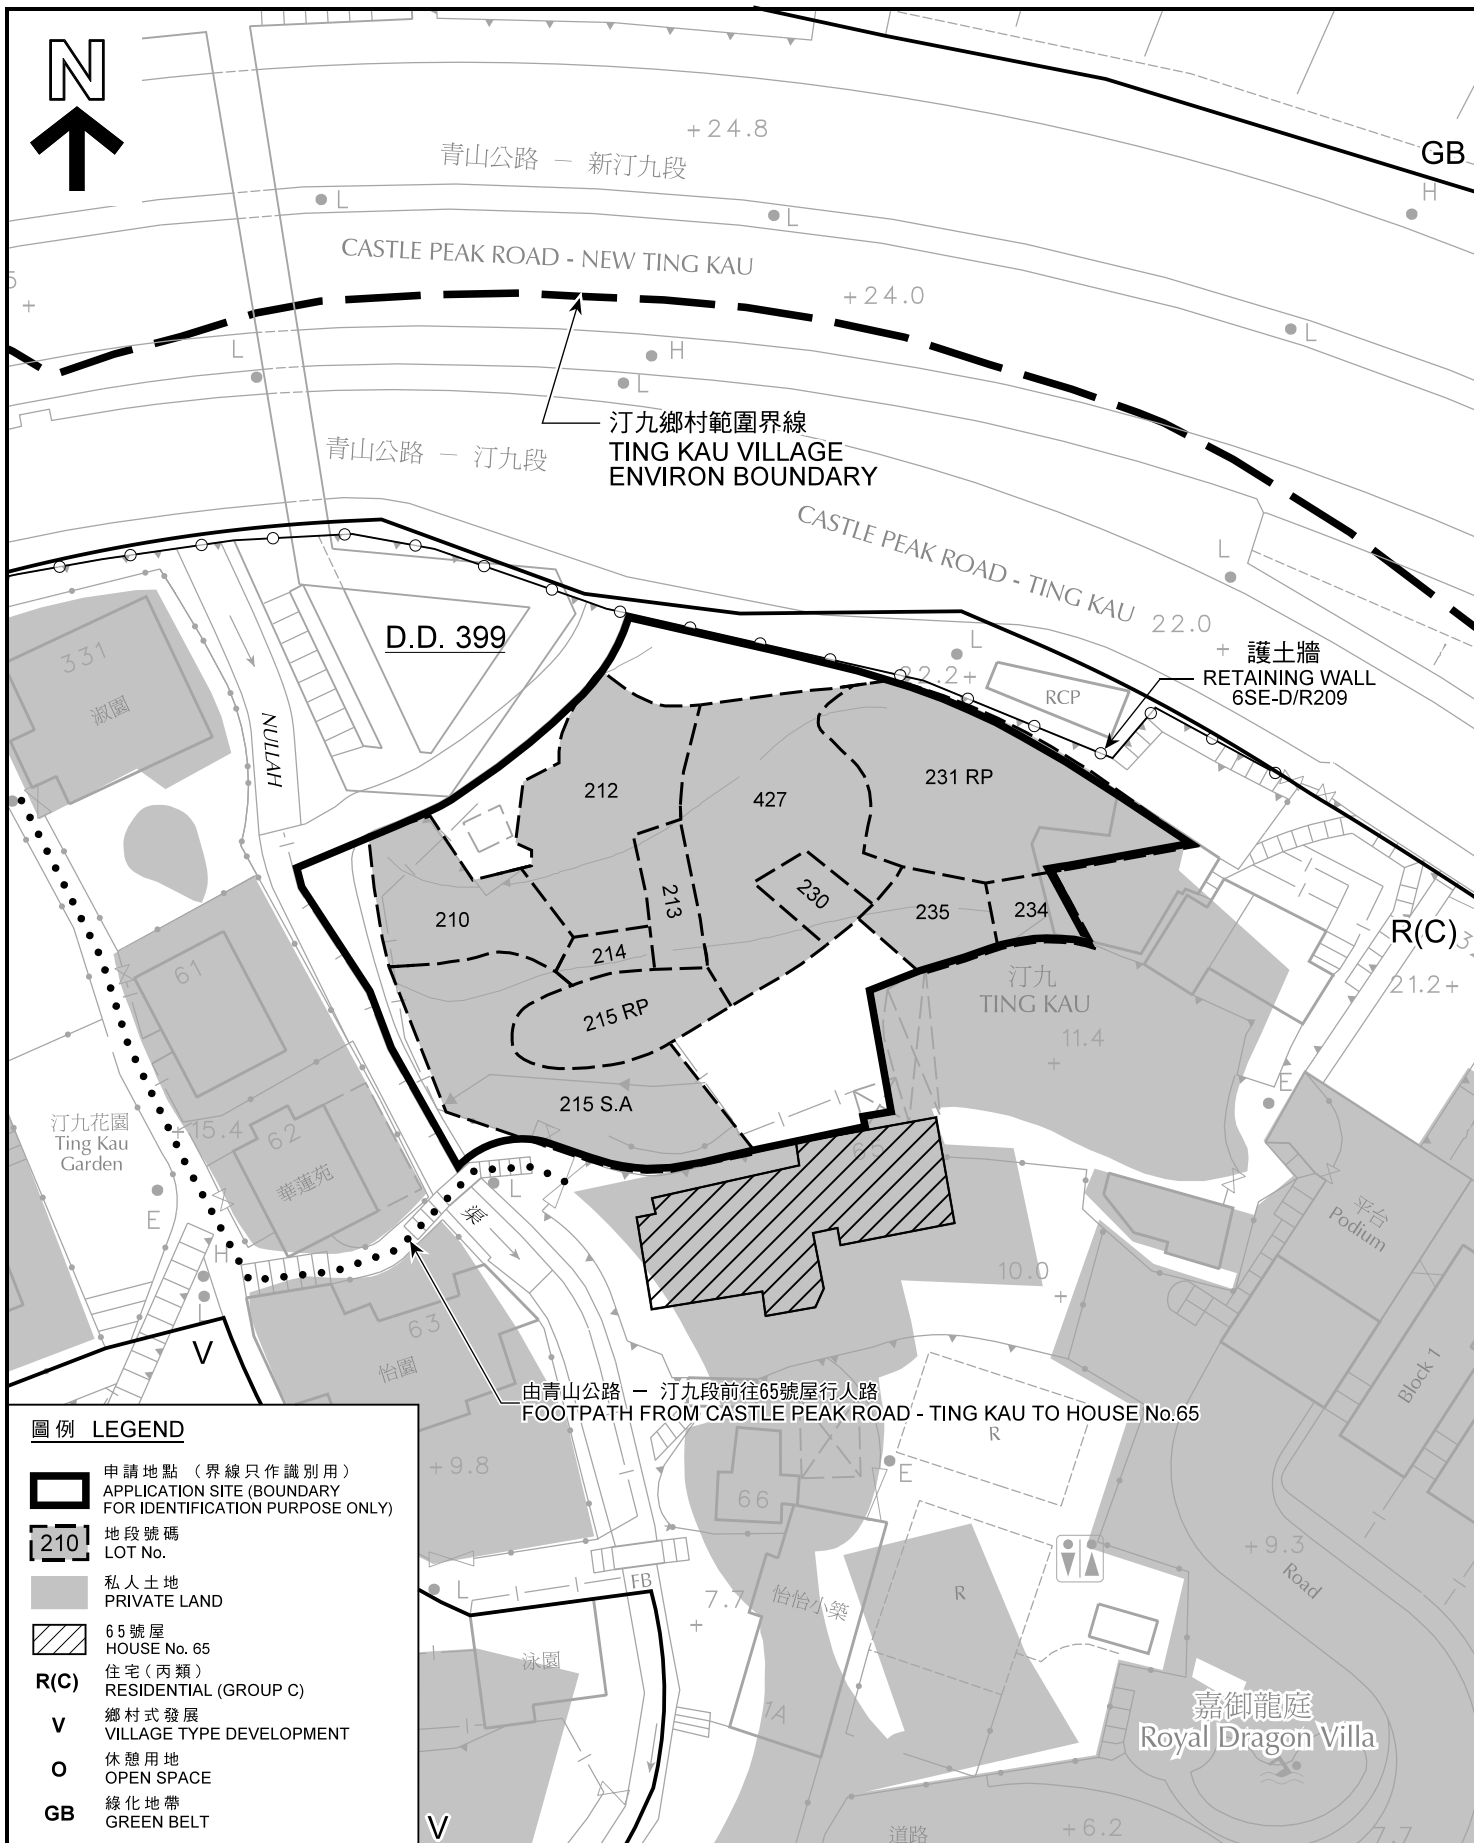 N
+24.8
青山公路 － 新汀九段
GB
H
L
L
CASTLE PEAK ROAD - NEW TING KAU
+24.0
5
+
L
H
L
L
汀九鄉村範圍界線
TING KAU VILLAGE
ENVIRON BOUNDARY
青山公路 － 汀九段
CASTLE PEAK ROAD - TING KAU
L
22.0
+
D.D. 399
L
護土牆
RETAINING WALL
6SE-D/R209
22.2+
RCP
331
淑園
NULLAH
212
427
231 RP
210
213
230
235
234
214
R(C)
3
21.2+
61
215 RP
汀九
TING KAU
11.4
+
215 S.A
E
汀九花園
Ting Kau
Garden
+15.4
62
華蓮苑
65
E
L
渠
H
L
平台
Podium
10.0
+
63
怡園
V
Block 1
由青山公路 － 汀九段前往65號屋行人路
FOOTPATH FROM CASTLE PEAK ROAD - TING KAU TO HOUSE No.65
R
+9.8
E
66
+9.3
Road
L
FB
7.7
+
怡怡小築
R
泳園
1A
嘉御龍庭
Royal Dragon Villa
V
道路
+6.2
7.7
圖例 LEGEND
申請地點 （界線只作識別用）
APPLICATION SITE (BOUNDARY
FOR IDENTIFICATION PURPOSE ONLY)
210
地段號碼
LOT No.
私人土地
PRIVATE LAND
65號屋
HOUSE No. 65
R(C)
住宅（丙類）
RESIDENTIAL (GROUP C)
V
鄉村式發展
VILLAGE TYPE DEVELOPMENT
O
休憩用地
OPEN SPACE
GB
綠化地帶
GREEN BELT